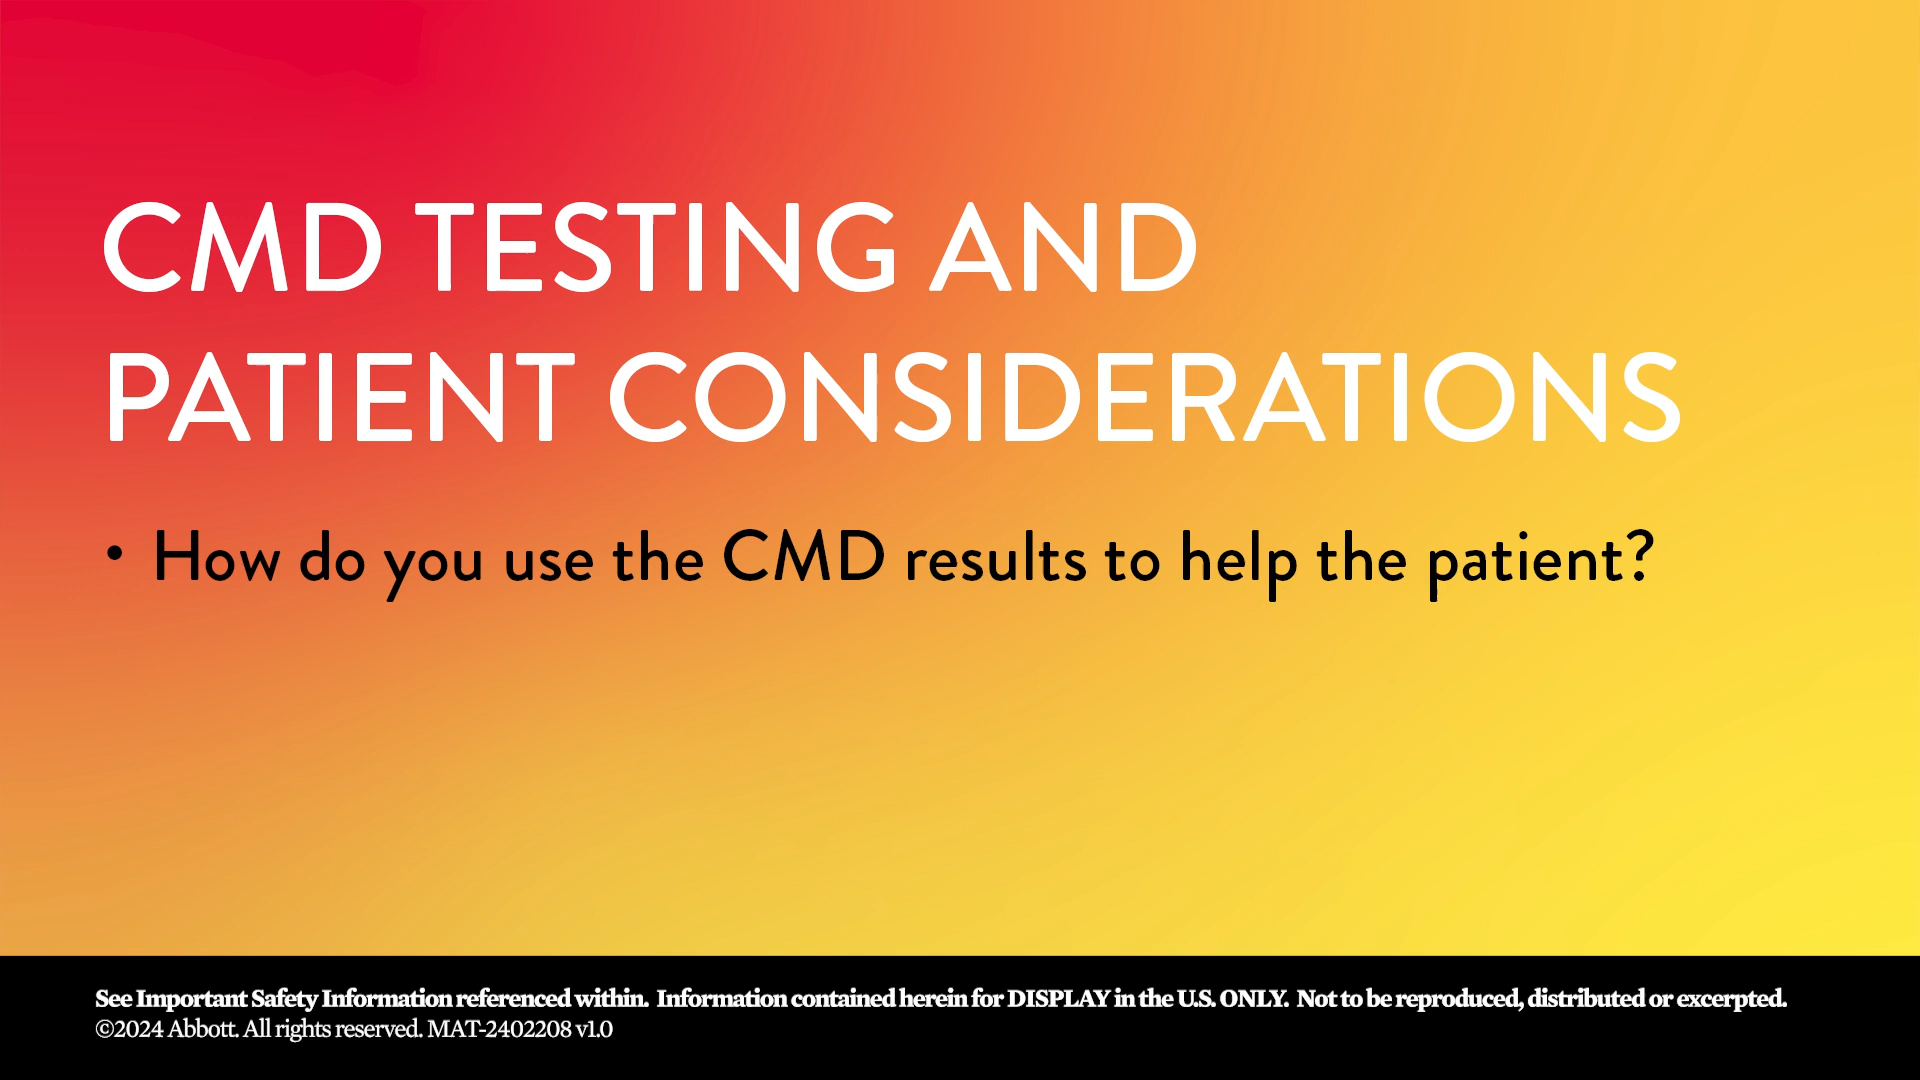 CMD TESTING AND
PATIENT CONSIDERATIONS
• How do you use the CMD results to help the patient?
See Important Safety Information referenced within. Information contained herein for DISPLAY in the U.S. ONLY. Not to be reproduced, distributed or excerpted.
©2024 Abbott. All rights reserved. MAT-2402208 v1.0